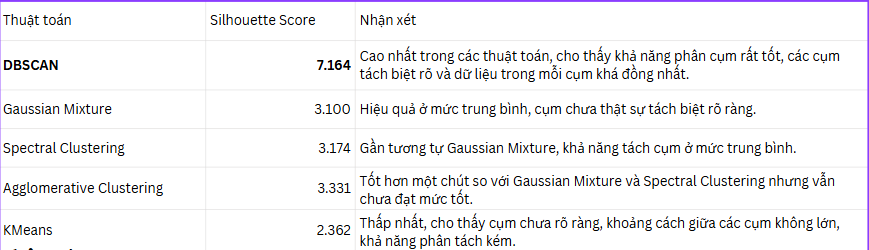 Thuật toán Silhouette Score Nhận xét
DBSCAN 7.164 Cao nhất trong các thuật toán, cho thấy khả năng phân cụm rất tốt, các cụm
tách biệt rõ và dữ liệu trong mỗi cụm khá đồng nhất.
Gaussian Mixture 3.100 Hiệu quả ở mức trung bình, cụm chưa thật sự tách biệt rõ ràng.
Spectral Clustering 3.174 Gần tương tự Gaussian Mixture, khả năng tách cụm ở mức trung bình.
Agglomerative Clustering 3.331 Tốt hơn một chút so với Gaussian Mixture và Spectral Clustering nhưng vẫn
chưa đạt mức tốt.
KMeans 2.362 Thấp nhất, cho thấy cụm chưa rõ ràng, khoảng cách giữa các cụm không lớn,
khả năng phân tách kém.